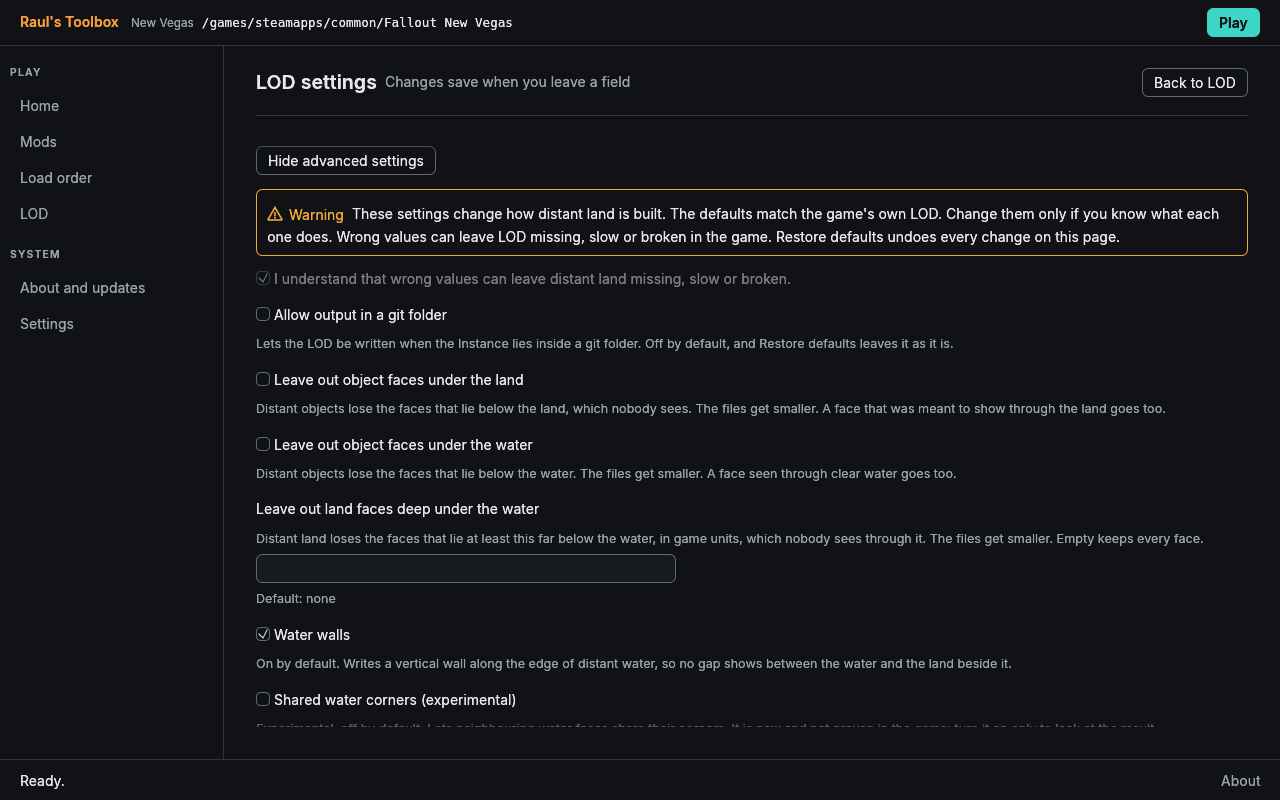 Raul's Toolbox New Vegas /games/steamapps/common/Fallout New Vegas Play
PLAY
Home
Mods
Load order
LOD
SYSTEM
About and updates
Settings
LOD settings Changes save when you leave a field Back to LOD
Hide advanced settings
Warning These settings change how distant land is built. The defaults match the game's own LOD. Change them only if you know what each
one does. Wrong values can leave LOD missing, slow or broken in the game. Restore defaults undoes every change on this page.
I understand that wrong values can leave distant land missing, slow or broken.
Allow output in a git folder
Lets the LOD be written when the Instance lies inside a git folder. Off by default, and Restore defaults leaves it as it is.
Leave out object faces under the land
Distant objects lose the faces that lie below the land, which nobody sees. The files get smaller. A face that was meant to show through the land goes too.
Leave out object faces under the water
Distant objects lose the faces that lie below the water. The files get smaller. A face seen through clear water goes too.
Leave out land faces deep under the water
Distant land loses the faces that lie at least this far below the water, in game units, which nobody sees through it. The files get smaller. Empty keeps every face.
Default: none
Water walls
On by default. Writes a vertical wall along the edge of distant water, so no gap shows between the water and the land beside it.
Shared water corners (experimental)
Ready.
About